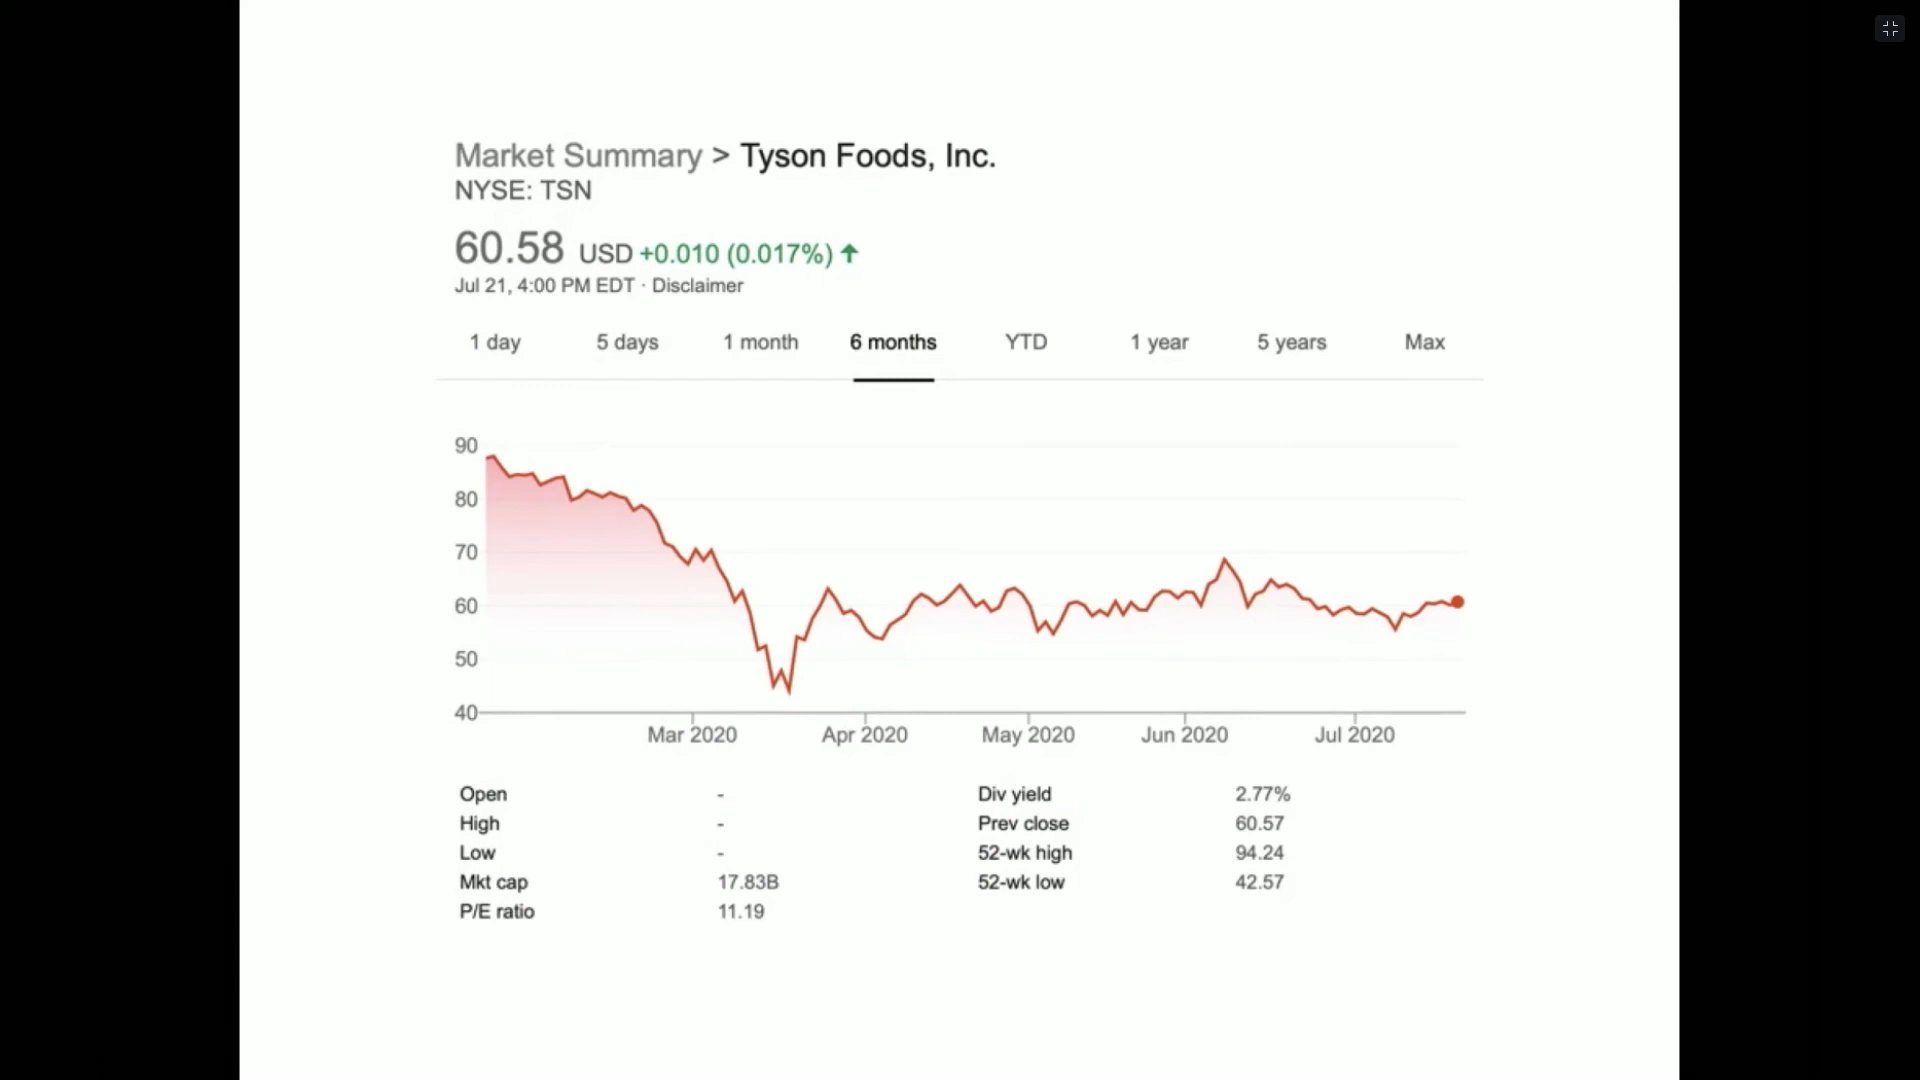 Market Summary > Tyson Foods, Inc.
NYSE: TSN
60.58 USD +0.010 (0.017%) ↑
Jul 21, 4:00 PM EDT · Disclaimer
1 day 5 days 1 month 6 months YTD 1 year 5 years Max
90
80
70
60
50
40
Mar 2020 Apr 2020 May 2020 Jun 2020 Jul 2020
Open - Div yield 2.77%
High - Prev close 60.57
Low - 52-wk high 94.24
Mkt cap 17.83B 52-wk low 42.57
P/E ratio 11.19